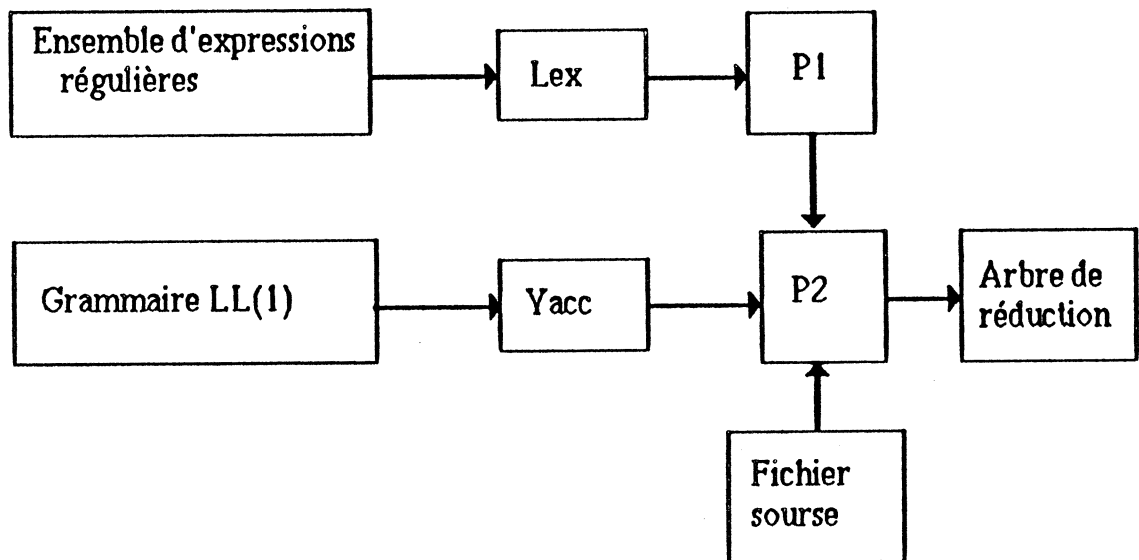 Ensemble d'expressions
régulières
Lex
P1
Grammaire LL(1)
Yacc
P2
Arbre de
réduction
Fichier
sourse